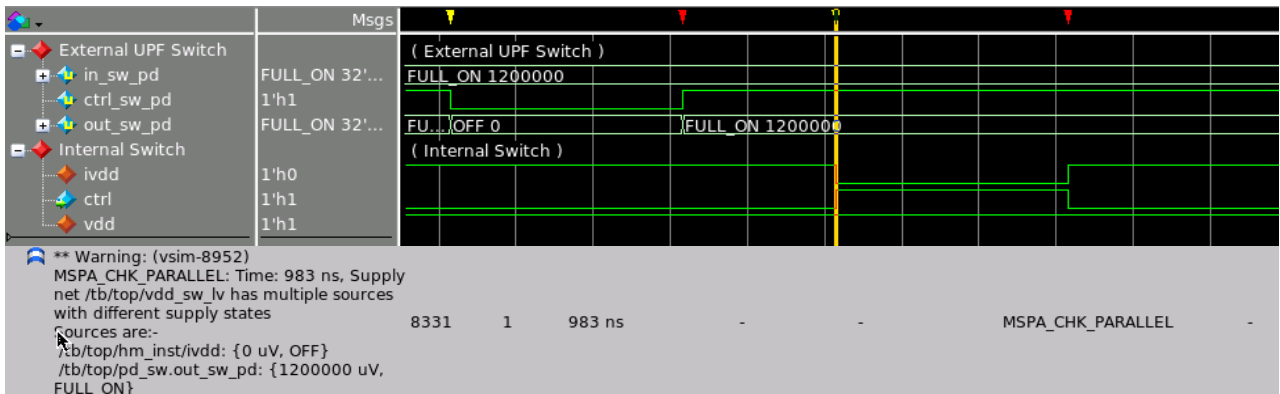 Msgs
External UPF Switch ( External UPF Switch )
in_sw_pd FULL_ON 32'... FULL_ON 1200000
ctrl_sw_pd 1'h1
out_sw_pd FULL_ON 32'... FU... OFF 0 FULL_ON 1200000
Internal Switch ( Internal Switch )
ivdd 1'h0
ctrl 1'h1
vdd 1'h1
** Warning: (vsim-8952)
MSPA_CHK_PARALLEL: Time: 983 ns, Supply
net /tb/top/vdd_sw_lv has multiple sources
with different supply states
8331 1 983 ns - - MSPA_CHK_PARALLEL -
Sources are:-
/tb/top/hm_inst/ivdd: {0 uV, OFF}
/tb/top/pd_sw.out_sw_pd: {1200000 uV,
FULL_ON}